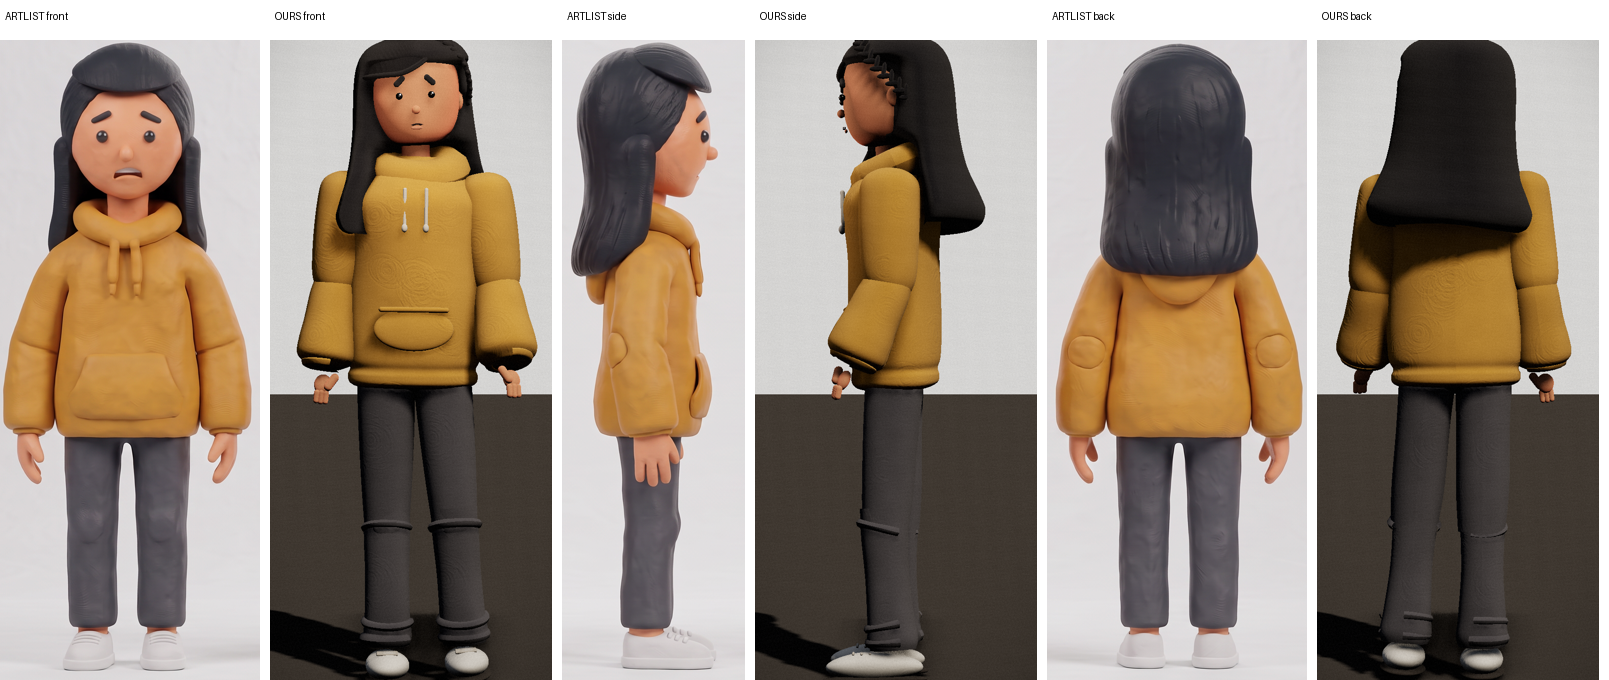 ARTLIST front
OURS front
ARTLIST side
OURS side
ARTLIST back
OURS back